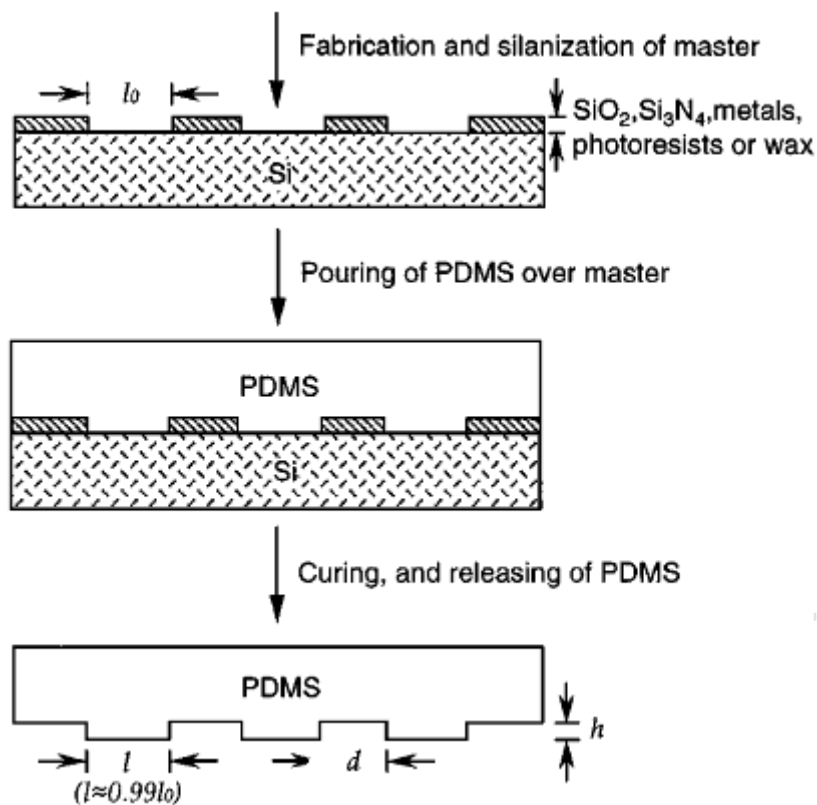 Fabrication and silanization of master
l₀
SiO₂,Si₃N₄,metals,
photoresists or wax
Si
Pouring of PDMS over master
PDMS
Si
Curing, and releasing of PDMS
PDMS
h
l
d
(l≈0.99l₀)